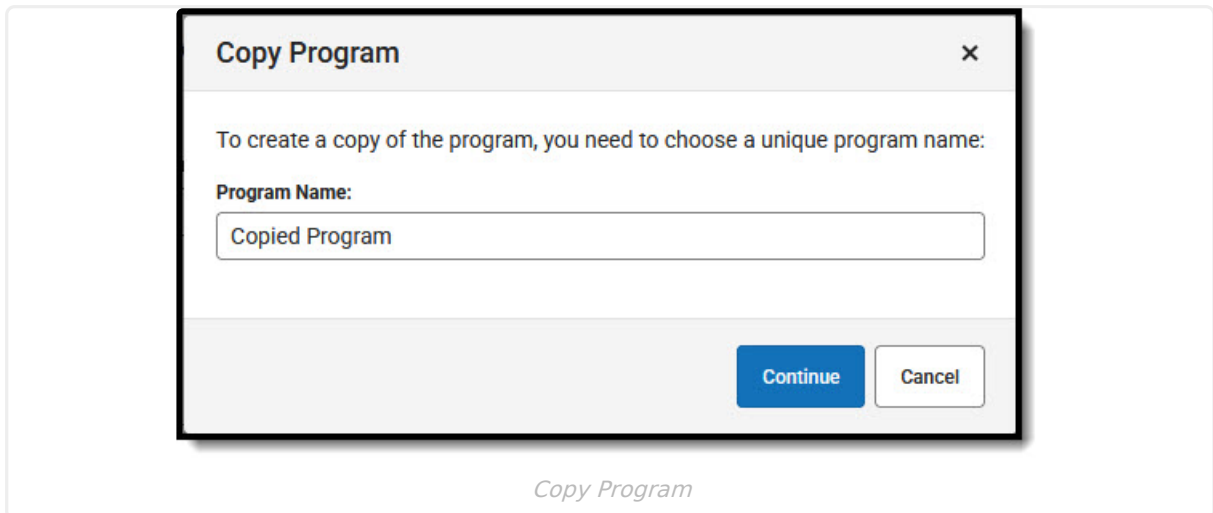 Copy Program
×
To create a copy of the program, you need to choose a unique program name:
Program Name:
Copied Program
Continue
Cancel
Copy Program